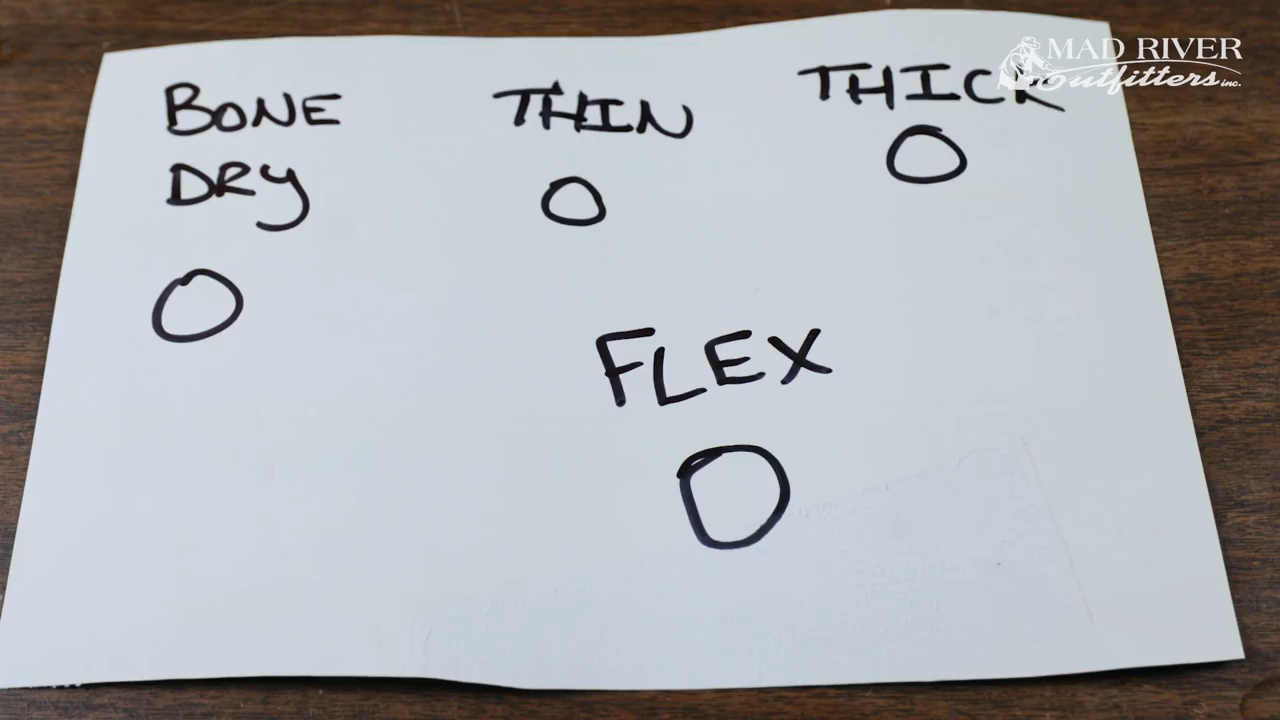 BONE
DRY
THIN
THICK
FLEX
MAD RIVER
outfitters inc.